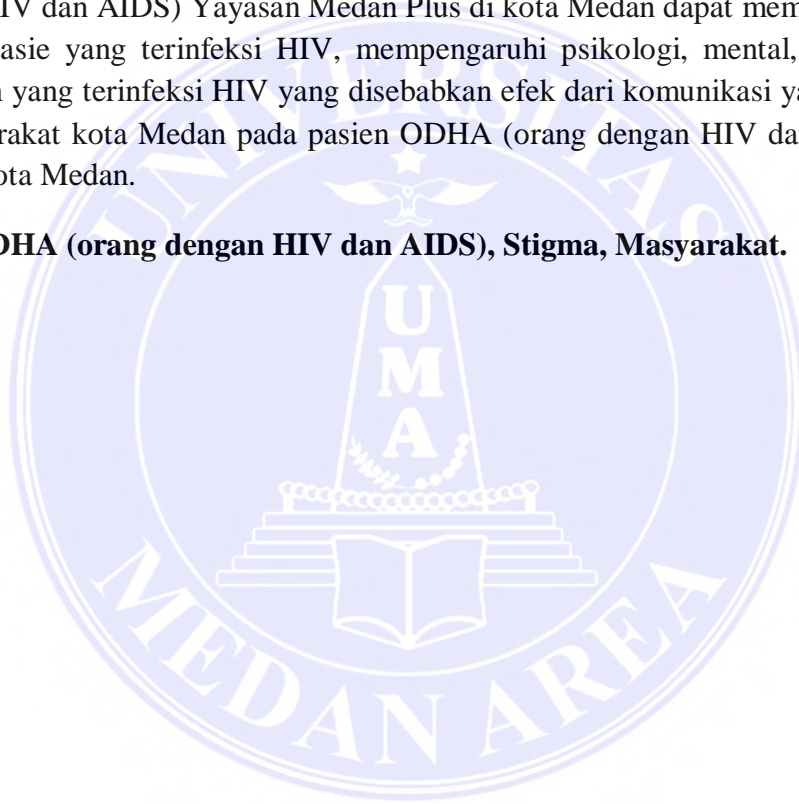 IV dan AIDS) Yayasan Medan Plus di kota Medan dapat mem
asie yang terinfeksi HIV, mempengaruhi psikologi, mental,
yang terinfeksi HIV yang disebabkan efek dari komunikasi ya
rakat kota Medan pada pasien ODHA (orang dengan HIV da
ota Medan.
DHA (orang dengan HIV dan AIDS), Stigma, Masyarakat.
UNIVERSITAS
UMA
MEDAN AREA